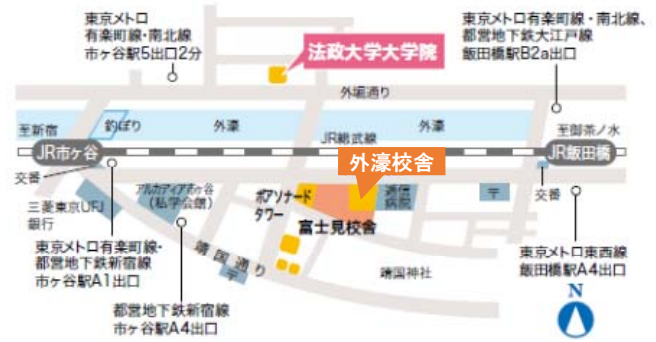 東京メトロ
有楽町線・南北線
市ヶ谷駅5出口2分
東京メトロ有楽町線・南北線、
都営地下鉄大江戸線
飯田橋駅B2a出口
法政大学大学院
外堀通り
至新宿
釣ぼり
外濠
JR総武線
外濠
至御茶ノ水
JR市ヶ谷
外濠校舎
JR飯田橋
交番
三菱東京UFJ
銀行
アルカディア市ヶ谷
(私学会館)
ボアソナード
タワー
富士見校舎
逓信
病院
〒
交番
東京メトロ有楽町線・
都営地下鉄新宿線
市ヶ谷駅A1出口
靖国通り
〒
靖国神社
東京メトロ東西線
飯田橋駅A4出口
都営地下鉄新宿線
市ヶ谷駅A4出口
N